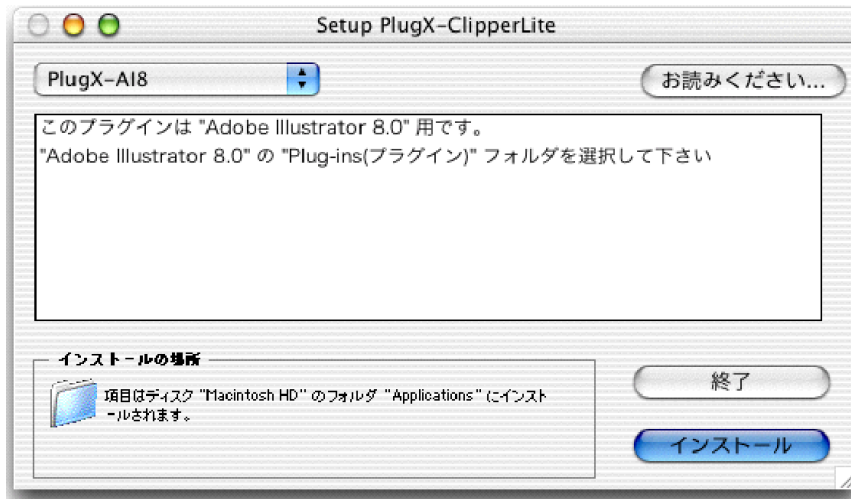 Setup PlugX-ClipperLite
PlugX-AI8
お読みください...
このプラグインは "Adobe Illustrator 8.0" 用です。
"Adobe Illustrator 8.0" の "Plug-ins(プラグイン)" フォルダを選択して下さい
インストールの場所
項目はディスク "Macintosh HD" のフォルダ "Applications" にインスト
ールされます。
終了
インストール